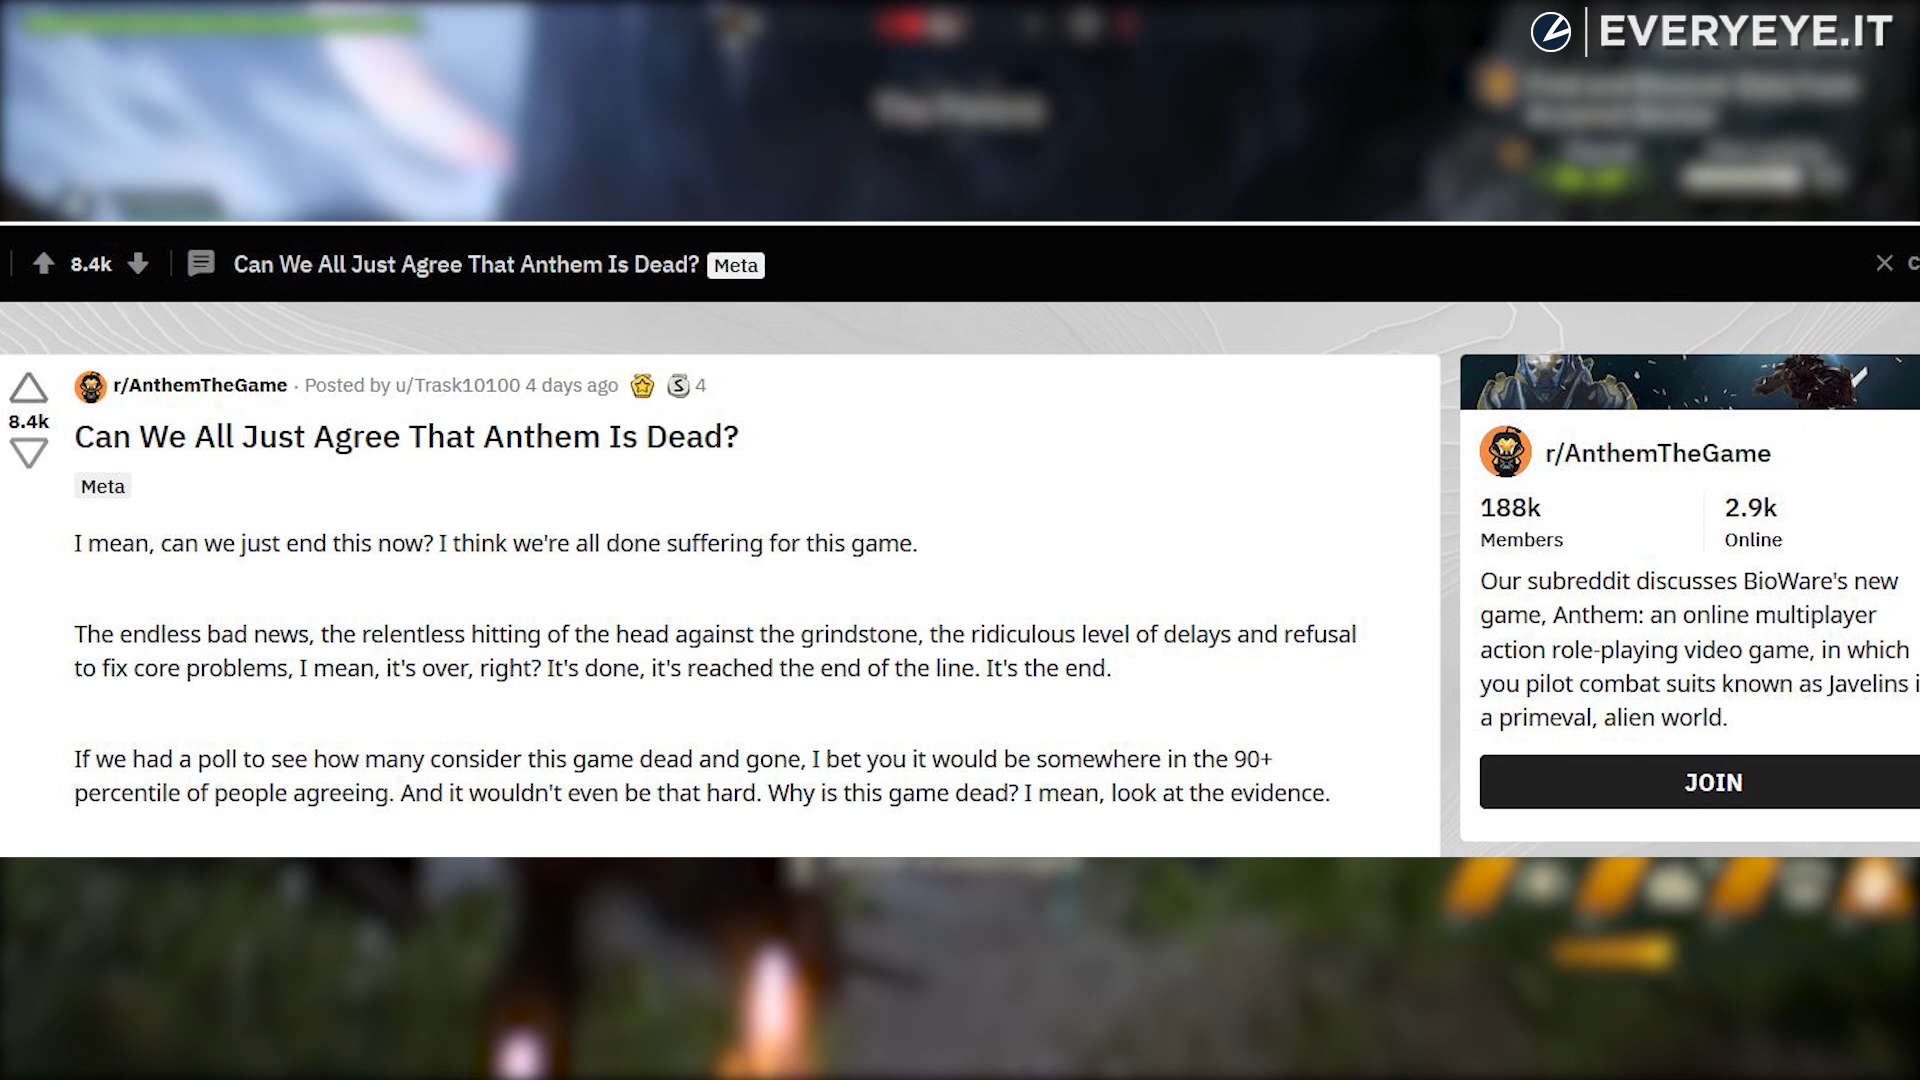 EVERYEYE.IT
8.4k
Can We All Just Agree That Anthem Is Dead? Meta
r/AnthemTheGame · Posted by u/Trask10100 4 days ago S 4
8.4k
Can We All Just Agree That Anthem Is Dead?
Meta
I mean, can we just end this now? I think we're all done suffering for this game.
The endless bad news, the relentless hitting of the head against the grindstone, the ridiculous level of delays and refusal
to fix core problems, I mean, it's over, right? It's done, it's reached the end of the line. It's the end.
If we had a poll to see how many consider this game dead and gone, I bet you it would be somewhere in the 90+
percentile of people agreeing. And it wouldn't even be that hard. Why is this game dead? I mean, look at the evidence.
r/AnthemTheGame
188k 2.9k
Members Online
Our subreddit discusses BioWare's new
game, Anthem: an online multiplayer
action role-playing video game, in which
you pilot combat suits known as Javelins i
a primeval, alien world.
JOIN